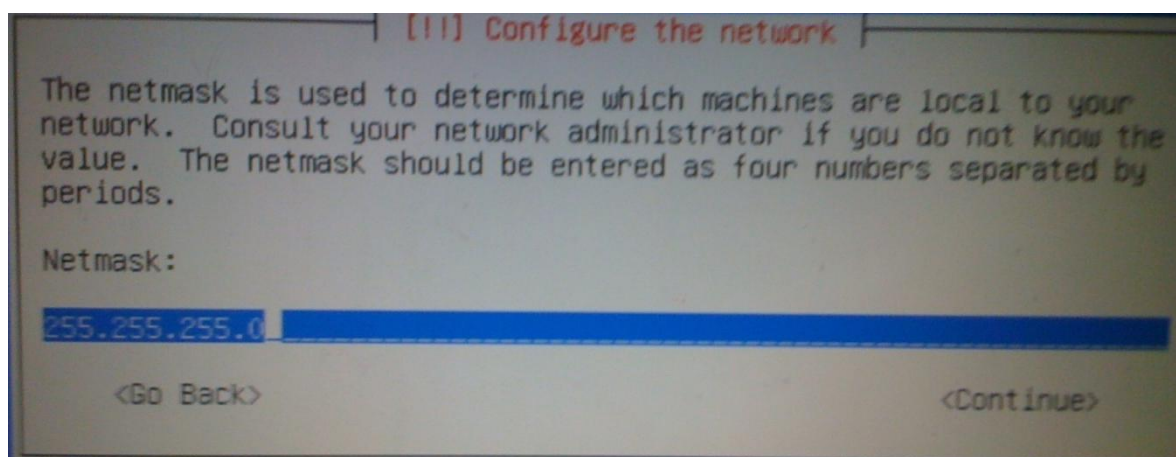 [!!] Configure the network
The netmask is used to determine which machines are local to your
network.  Consult your network administrator if you do not know the
value.  The netmask should be entered as four numbers separated by
periods.
Netmask:
255.255.255.0
<Go Back> <Continue>